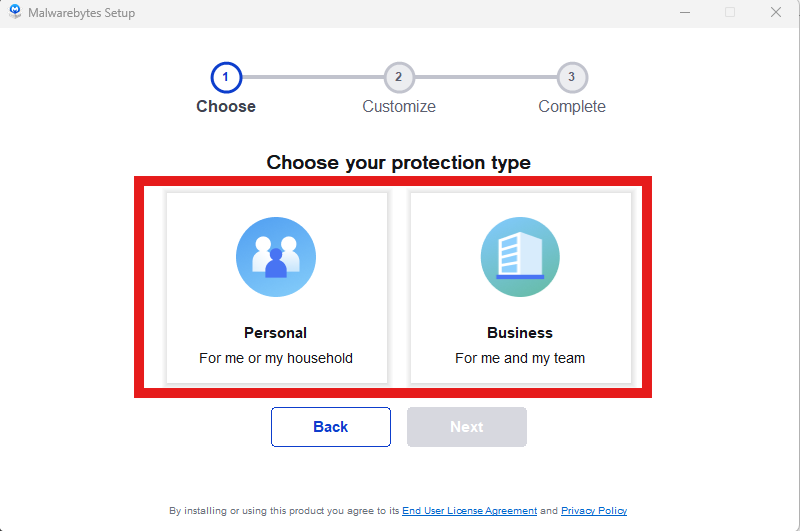 Malwarebytes Setup
1 2 3
Choose Customize Complete
Choose your protection type
Personal Business
For me or my household For me and my team
Back Next
By installing or using this product you agree to its End User License Agreement and Privacy Policy